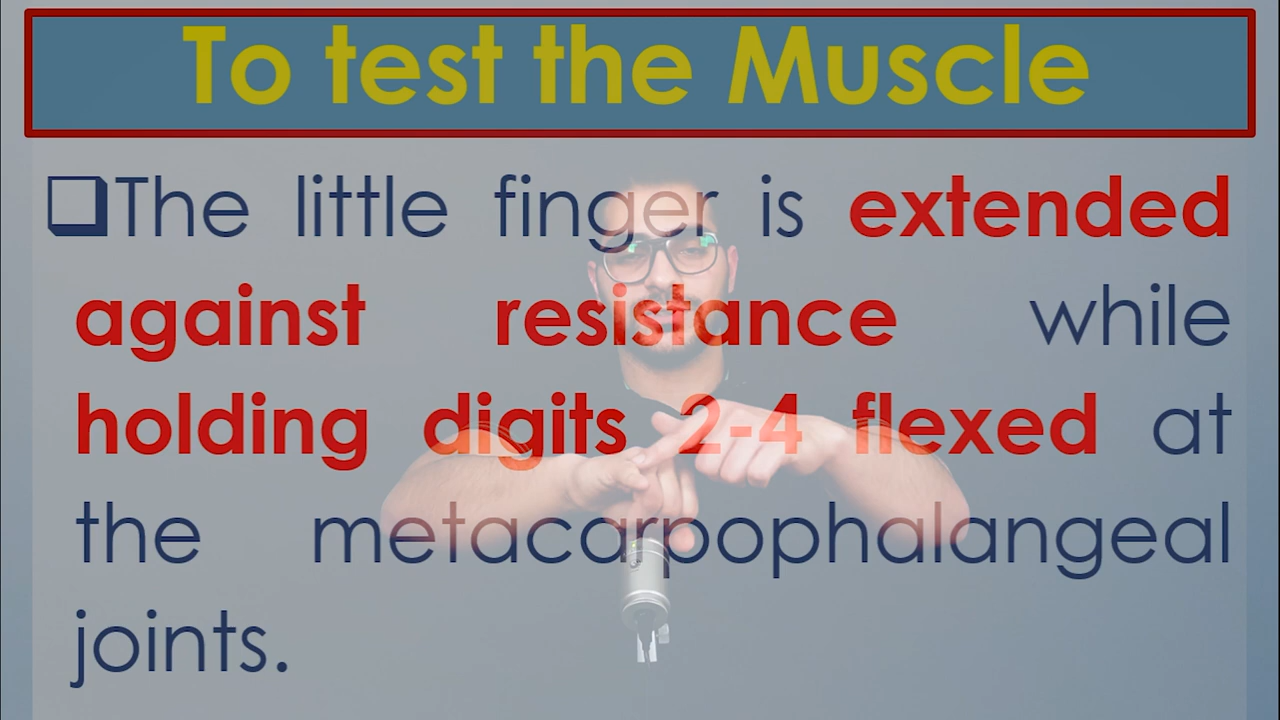 To test the Muscle
❑The little finger is extended
against resistance while
holding digits 2-4 flexed at
the metacarpophalangeal
joints.